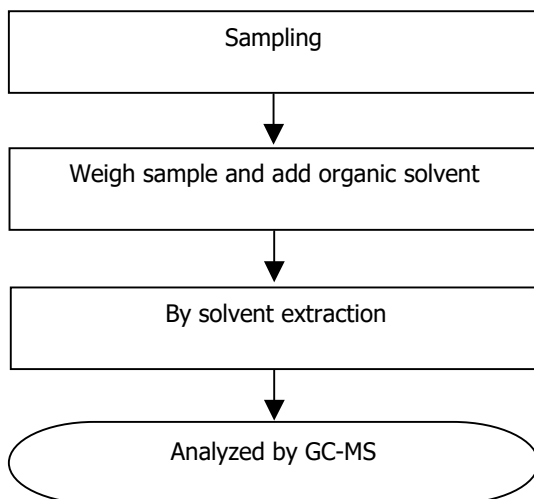 Sampling
Weigh sample and add organic solvent
By solvent extraction
Analyzed by GC-MS